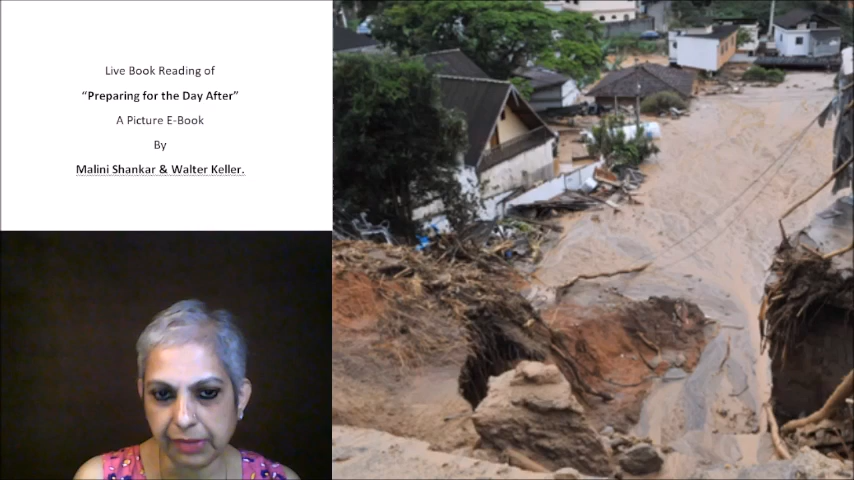 Live Book Reading of
“Preparing for the Day After”
A Picture E-Book
By
Malini Shankar & Walter Keller.